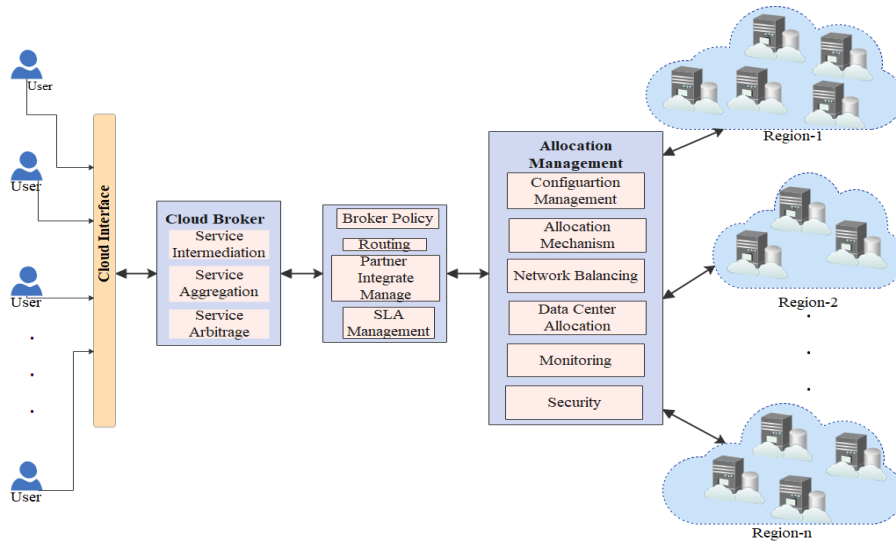 User
User
User
User
Cloud Interface
Cloud Broker
Service
Intermediation
Service
Aggregation
Service
Arbitrage
Broker Policy
Routing
Partner
Integrate
Manage
SLA
Management
Allocation
Management
Configuartion
Management
Allocation
Mechanism
Network Balancing
Data Center
Allocation
Monitoring
Security
Region-1
Region-2
Region-n